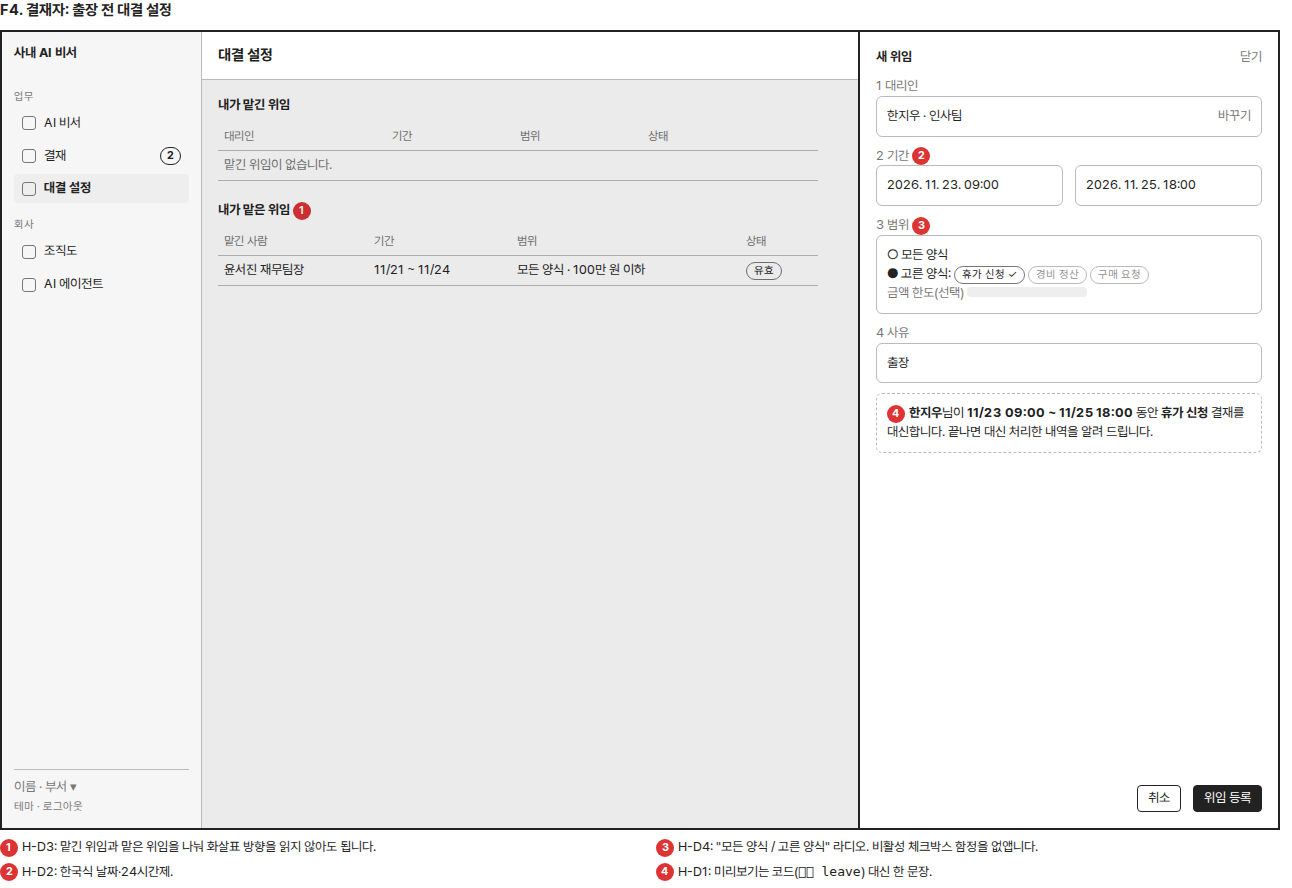 F4. 결재자: 출장 전 대결 설정
사내 AI 비서
업무
AI 비서
결재 2
대결 설정
회사
조직도
AI 에이전트
이름 · 부서 ▾
테마 · 로그아웃
대결 설정
내가 맡긴 위임
대리인 기간 범위 상태
맡긴 위임이 없습니다.
내가 맡은 위임 1
맡긴 사람 기간 범위 상태
윤서진 재무팀장 11/21 ~ 11/24 모든 양식 · 100만 원 이하 유효
새 위임 닫기
1 대리인
한지우 · 인사팀 바꾸기
2 기간 2
2026. 11. 23. 09:00 2026. 11. 25. 18:00
3 범위 3
○ 모든 양식
● 고른 양식: 휴가 신청 ✓ 경비 정산 구매 요청
금액 한도(선택)
4 사유
출장
4 한지우님이 11/23 09:00 ~ 11/25 18:00 동안 휴가 신청 결재를
대신합니다. 끝나면 대신 처리한 내역을 알려 드립니다.
취소 위임 등록
1 H-D3: 맡긴 위임과 맡은 위임을 나눠 화살표 방향을 읽지 않아도 됩니다.
2 H-D2: 한국식 날짜·24시간제.
3 H-D4: "모든 양식 / 고른 양식" 라디오. 비활성 체크박스 함정을 없앱니다.
4 H-D1: 미리보기는 코드(□□ leave) 대신 한 문장.